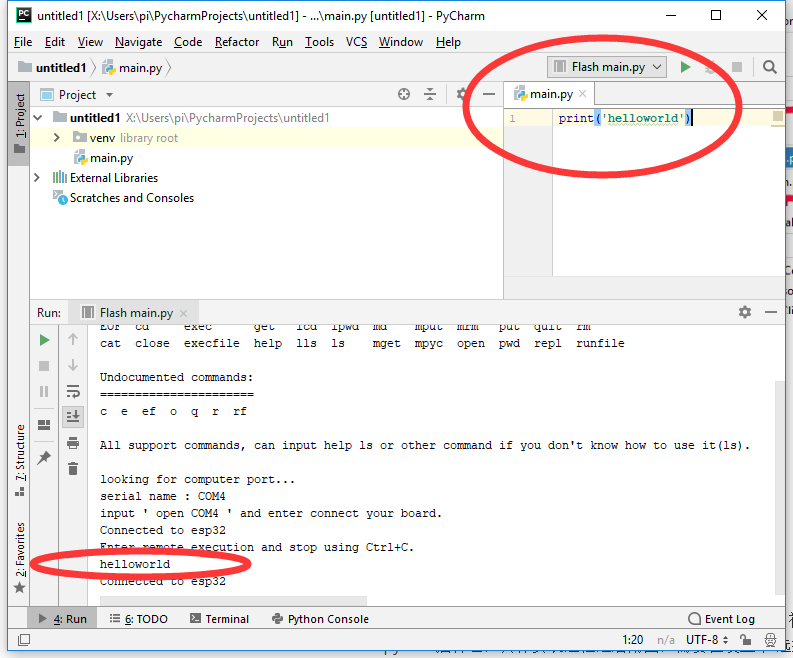 untitled1 [X:\Users\pi\PycharmProjects\untitled1] - ...\main.py [untitled1] - PyCharm
File Edit View Navigate Code Refactor Run Tools VCS Window Help
untitled1 main.py Flash main.py
1: Project
Project
main.py
untitled1 X:\Users\pi\PycharmProjects\untitled1
venv library root
main.py
External Libraries
Scratches and Consoles
1 print('helloworld')
Run: Flash main.py
EOF cd exec get lcd lpwd md mput mrm put quit rm
cat close execfile help lls ls mget mpyc open pwd repl runfile
Undocumented commands:
======================
c e ef o q r rf
All support commands, can input help ls or other command if you don't know how to use it(ls).
looking for computer port...
serial name : COM4
input ' open COM4 ' and enter connect your board.
Connected to esp32
Enter remote execution and stop using Ctrl+C.
helloworld
Connected to esp32
7: Structure
2: Favorites
4: Run 6: TODO Terminal Python Console Event Log
1:20 n/a UTF-8